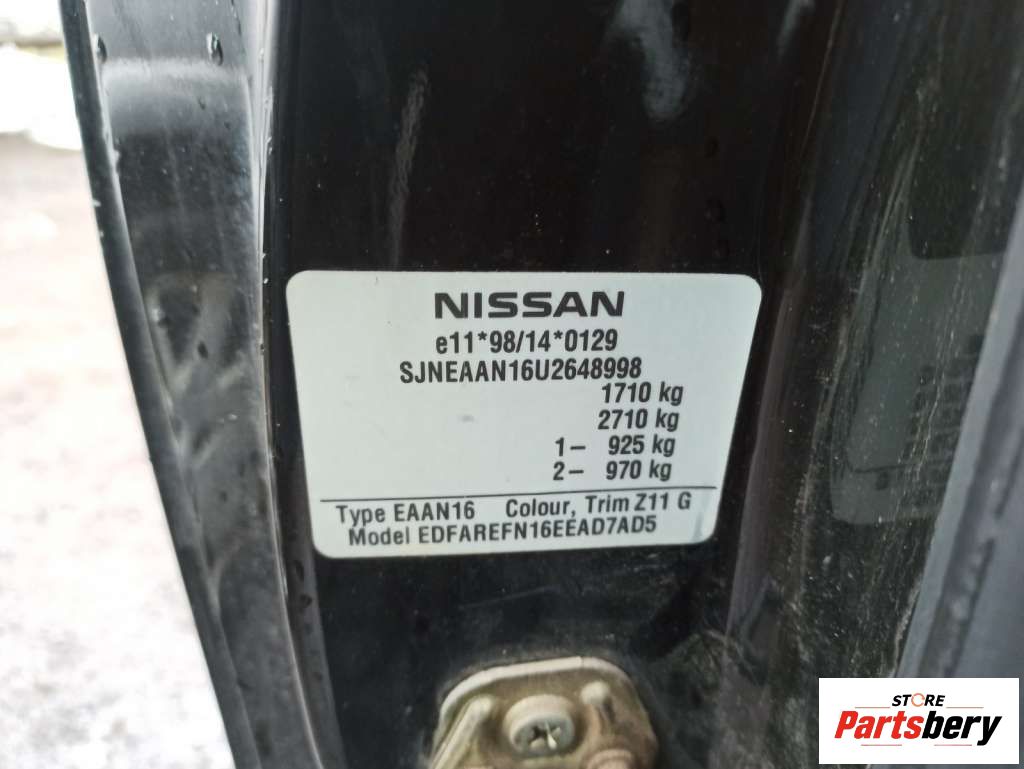 NISSAN
e11*98/14*0129
SJNEAAN16U2648998
1710 kg
2710 kg
1– 925 kg
2– 970 kg
Type EAAN16 Colour, Trim Z11 G
Model EDFAREFN16EEAD7AD5
STORE
Partsbery